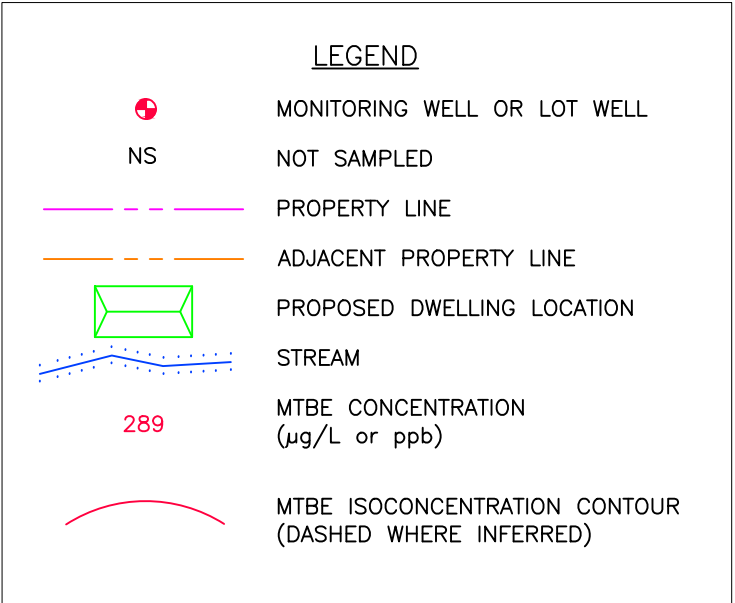 LEGEND
MONITORING WELL OR LOT WELL
NS NOT SAMPLED
PROPERTY LINE
ADJACENT PROPERTY LINE
PROPOSED DWELLING LOCATION
STREAM
289 MTBE CONCENTRATION
(µg/L or ppb)
MTBE ISOCONCENTRATION CONTOUR
(DASHED WHERE INFERRED)